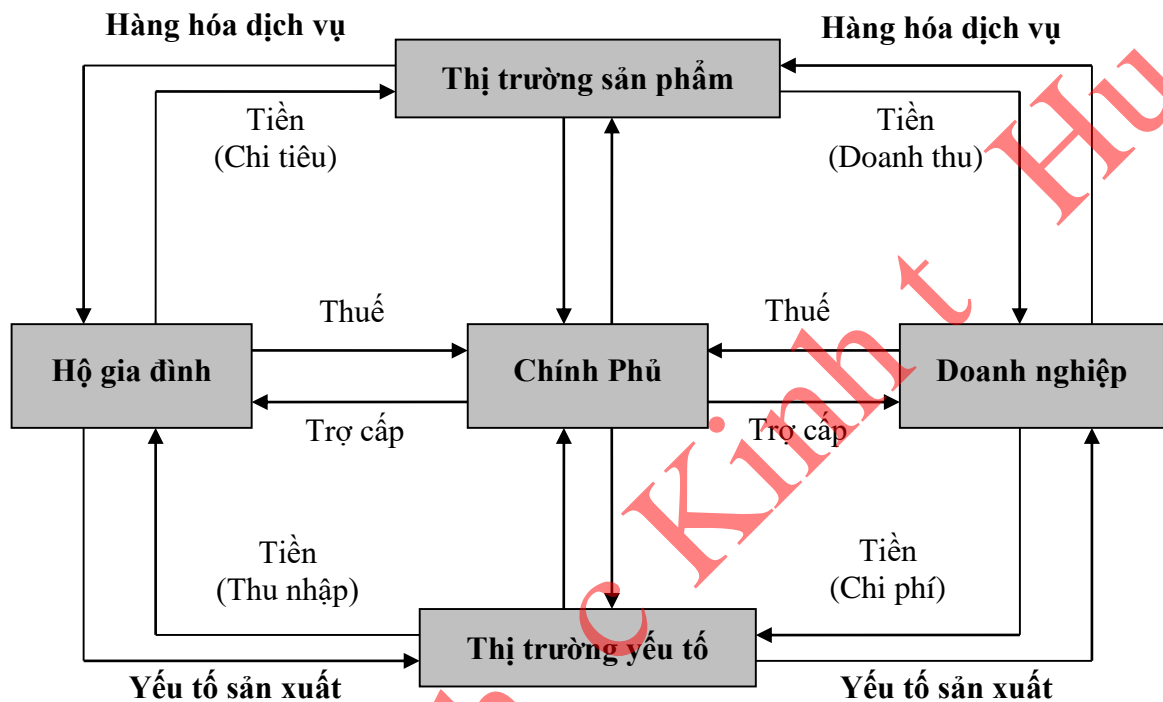 Hàng hóa dịch vụ
Hàng hóa dịch vụ
Thị trường sản phẩm
Tiền
(Chi tiêu)
Tiền
(Doanh thu)
Thuế
Thuế
Hộ gia đình
Chính Phủ
Doanh nghiệp
Trợ cấp
Trợ cấp
Tiền
(Thu nhập)
Tiền
(Chi phí)
Thị trường yếu tố
Yếu tố sản xuất
Yếu tố sản xuất
c Kinh t Hu